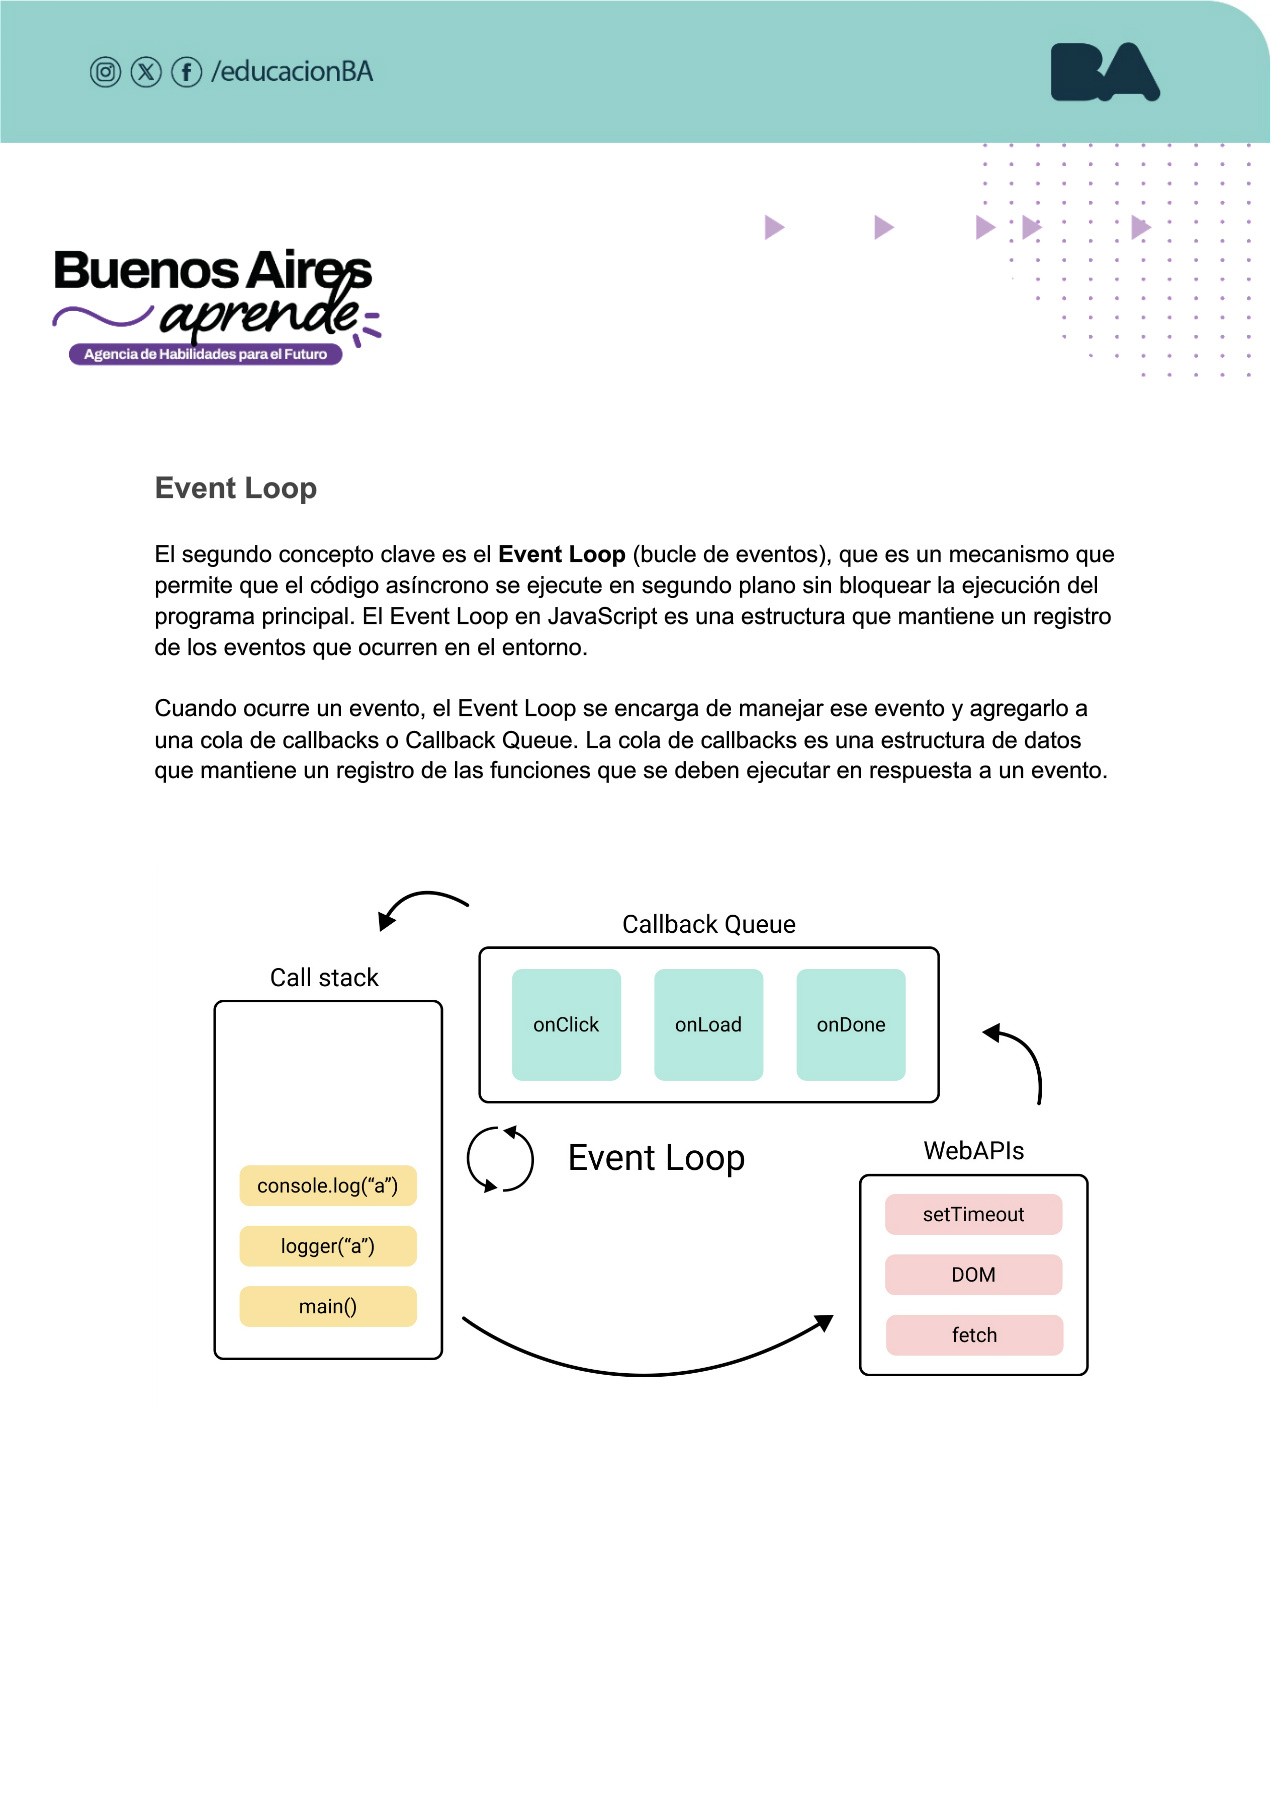 /educacionBA
BA
Buenos Aires
aprende
Agencia de Habilidades para el Futuro
Event Loop
El segundo concepto clave es el Event Loop (bucle de eventos), que es un mecanismo que
permite que el código asíncrono se ejecute en segundo plano sin bloquear la ejecución del
programa principal. El Event Loop en JavaScript es una estructura que mantiene un registro
de los eventos que ocurren en el entorno.
Cuando ocurre un evento, el Event Loop se encarga de manejar ese evento y agregarlo a
una cola de callbacks o Callback Queue. La cola de callbacks es una estructura de datos
que mantiene un registro de las funciones que se deben ejecutar en respuesta a un evento.
Callback Queue
onClick
onLoad
onDone
Call stack
console.log(“a”)
logger(“a”)
main()
Event Loop
WebAPIs
setTimeout
DOM
fetch